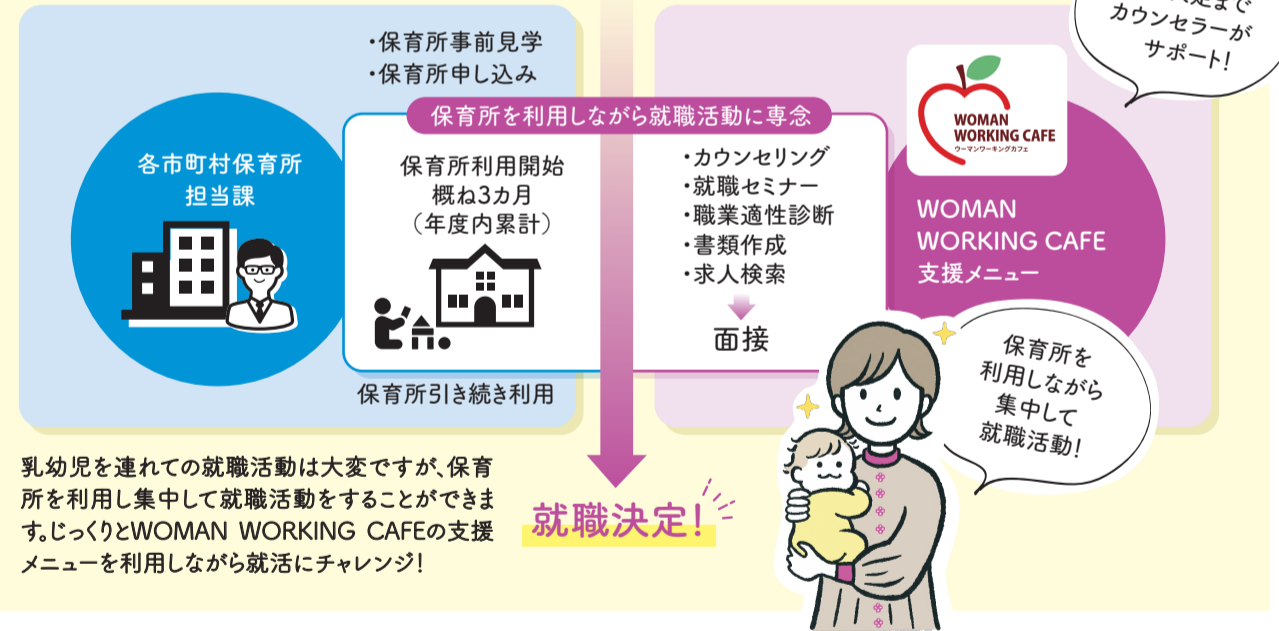 ・保育所事前見学
・保育所申し込み
カウンセラーが
サポート!
保育所を利用しながら就職活動に専念
各市町村保育所
担当課
保育所利用開始
概ね3カ月
(年度内累計)
・カウンセリング
・就職セミナー
・職業適性診断
・書類作成
・求人検索
面接
WOMAN
WORKING CAFE
ウーマンワーキングカフェ
WOMAN
WORKING CAFE
支援メニュー
保育所引き続き利用
保育所を
利用しながら
集中して
就職活動!
乳幼児を連れての就職活動は大変ですが、保育
所を利用し集中して就職活動をすることができま
す。じっくりとWOMAN WORKING CAFEの支援
メニューを利用しながら就活にチャレンジ!
就職決定!